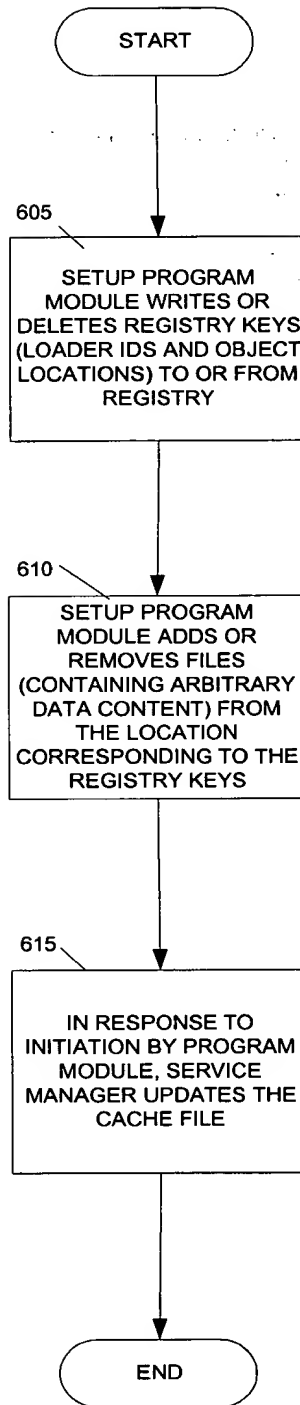 START
605
SETUP PROGRAM
MODULE WRITES OR
DELETES REGISTRY KEYS
(LOADER IDS AND OBJECT
LOCATIONS) TO OR FROM
REGISTRY
610
SETUP PROGRAM
MODULE ADDS OR
REMOVES FILES
(CONTAINING ARBITRARY
DATA CONTENT) FROM
THE LOCATION
CORRESPONDING TO THE
REGISTRY KEYS
615
IN RESPONSE TO
INITIATION BY PROGRAM
MODULE, SERVICE
MANAGER UPDATES THE
CACHE FILE
END